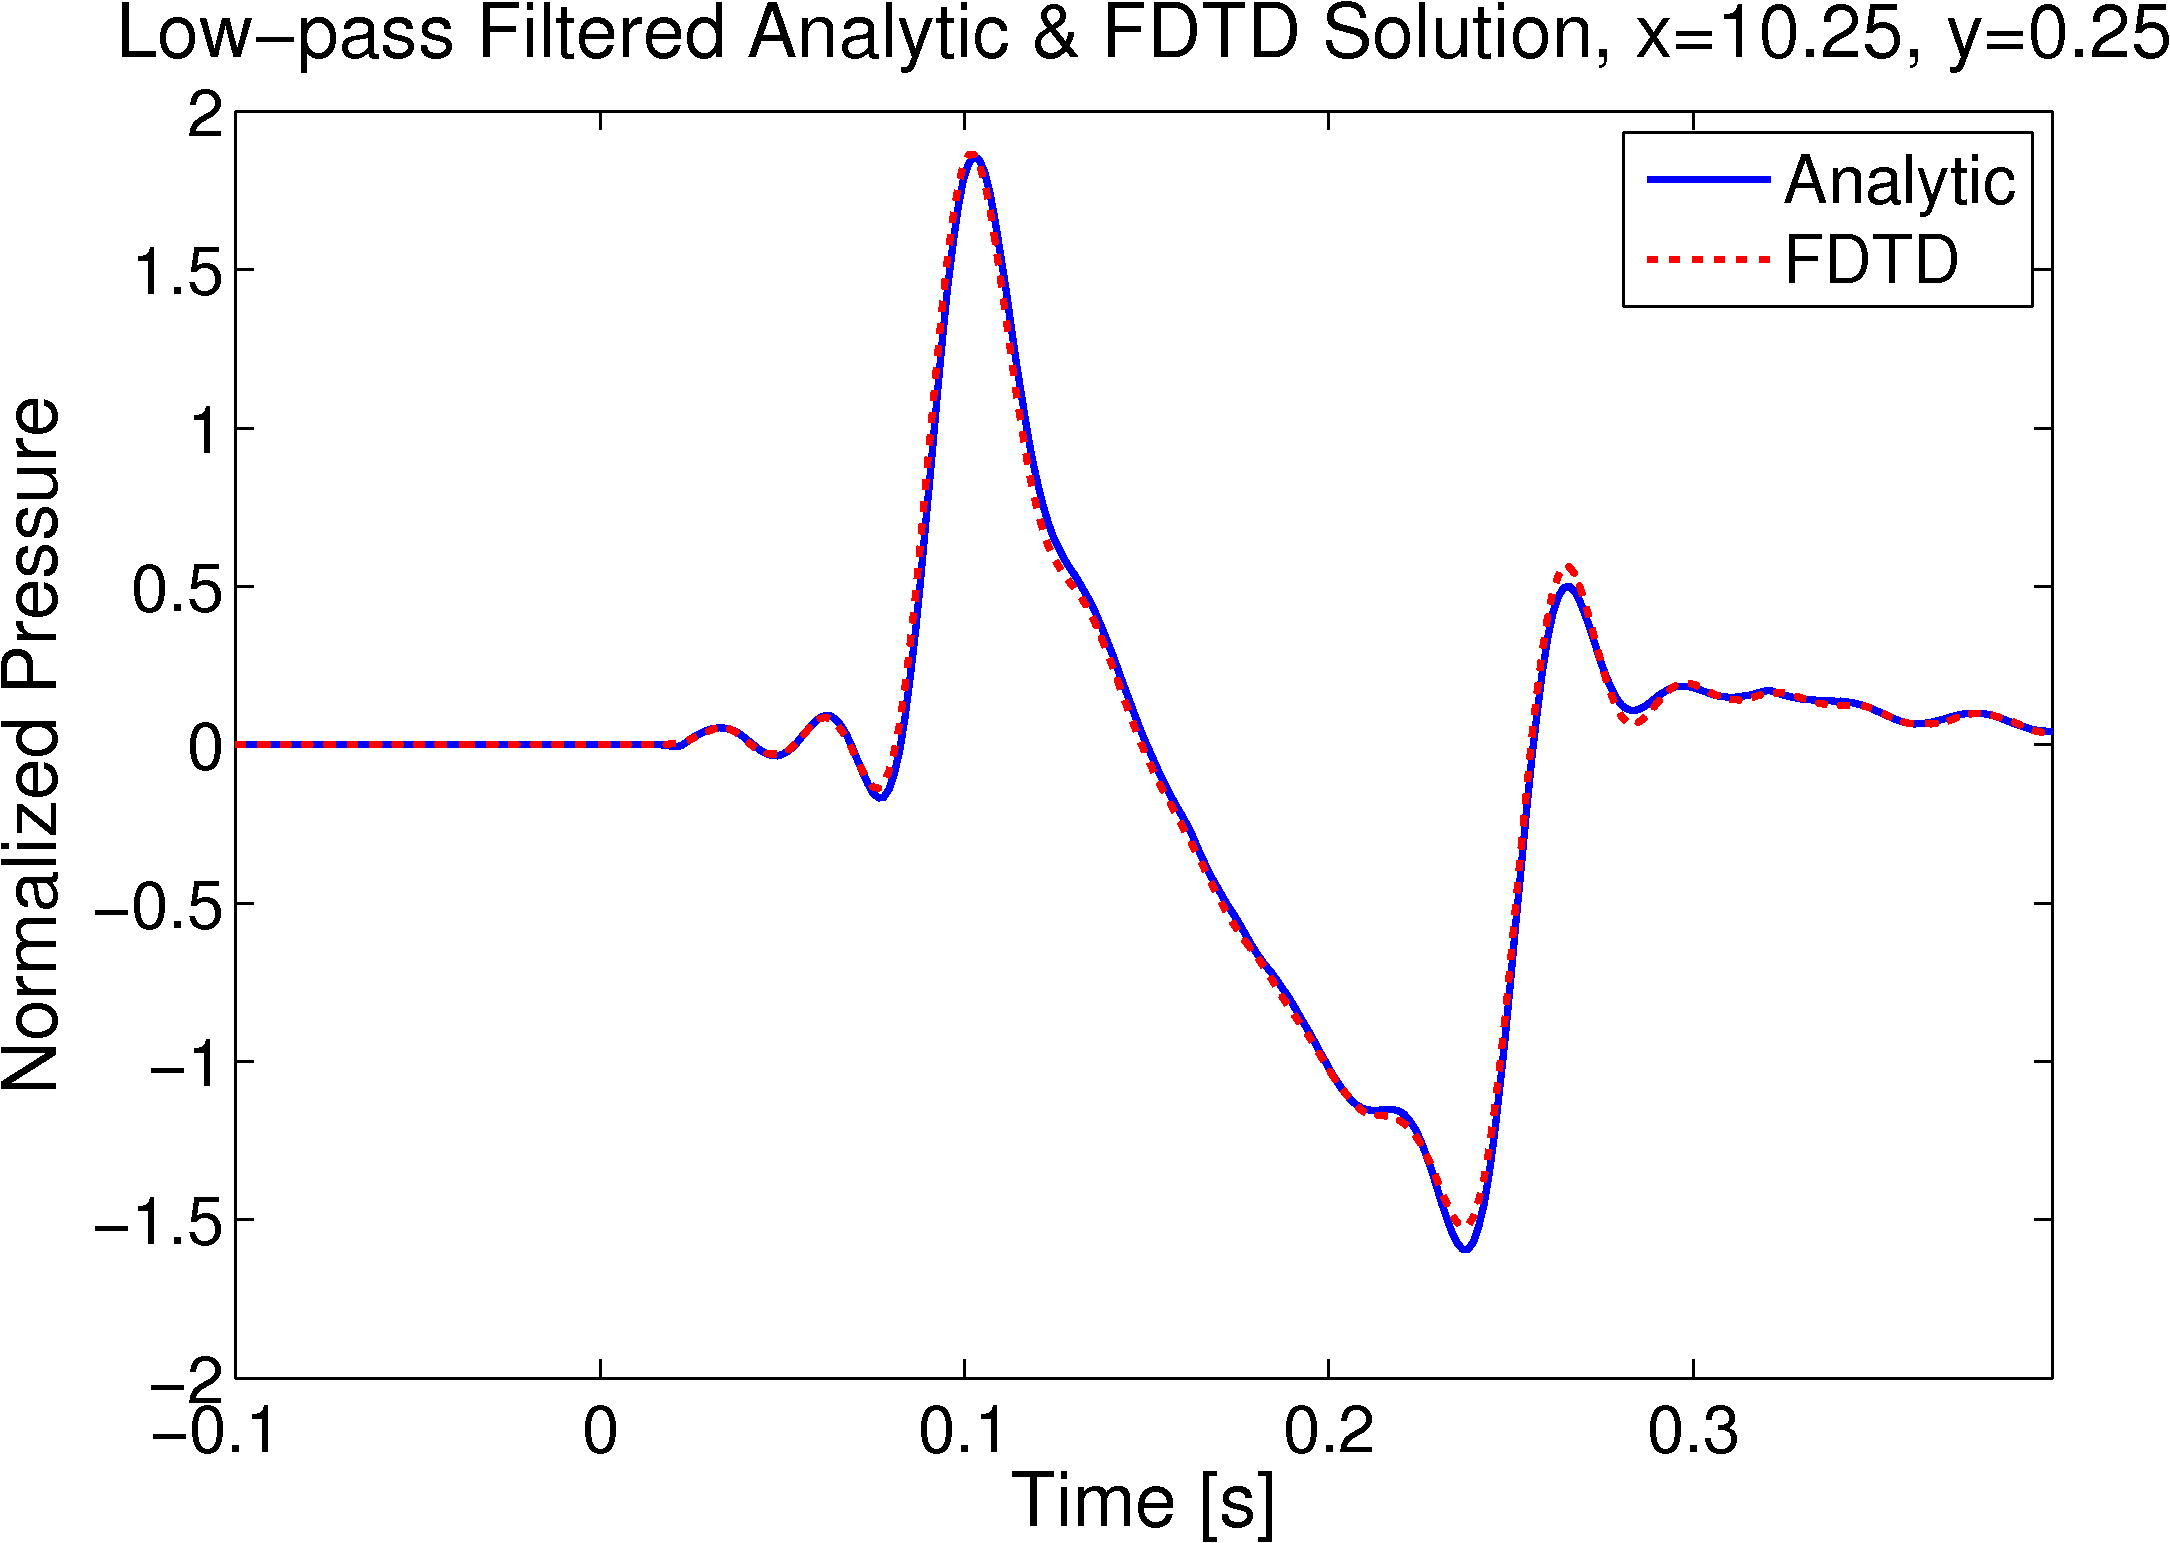 Low−pass Filtered Analytic & FDTD Solution, x=10.25, y=0.25
2
1.5
1
0.5
0
−0.5
−1
−1.5
−2
Normalized Pressure
Analytic
FDTD
−0.1 0 0.1 0.2 0.3
Time [s]